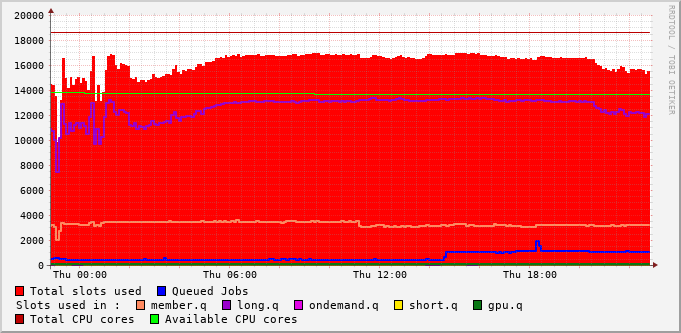 20000
18000
16000
14000
12000
10000
8000
6000
4000
2000
0
Thu 00:00 Thu 06:00 Thu 12:00 Thu 18:00
RRDTOOL / TOBI OETIKER
Total slots used Queued Jobs
Slots used in : member.q long.q ondemand.q short.q gpu.q
Total CPU cores Available CPU cores